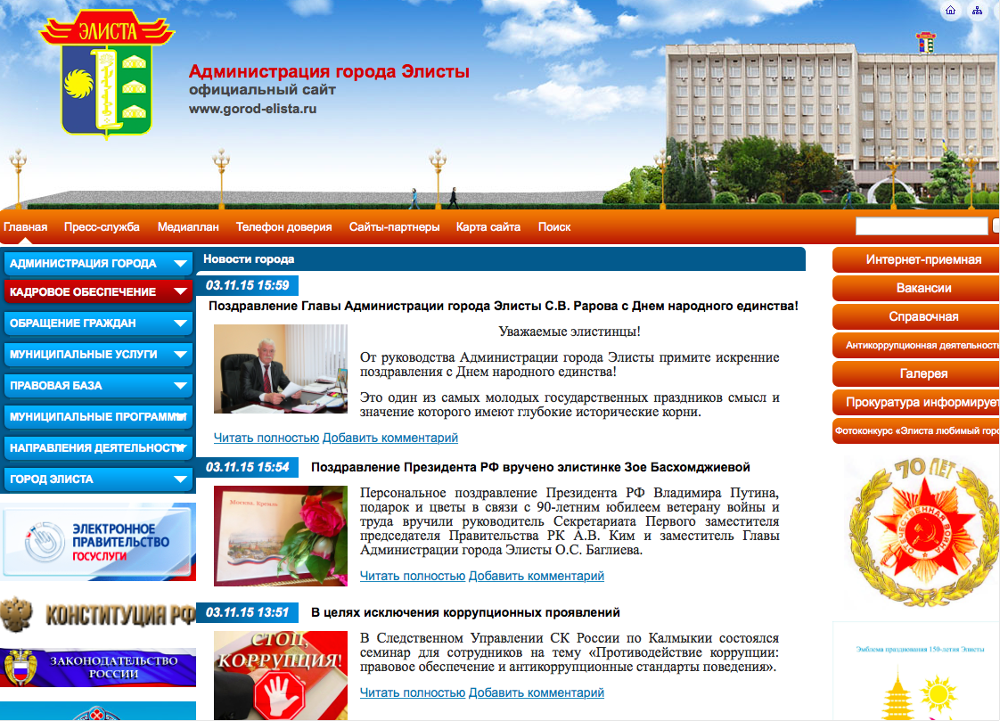 ЭЛИСТА
Администрация города Элисты
официальный сайт
www.gorod-elista.ru
Главная Пресс-служба Медиаплан Телефон доверия Сайты-партнеры Карта сайта Поиск
АДМИНИСТРАЦИЯ ГОРОДА
КАДРОВОЕ ОБЕСПЕЧЕНИЕ
ОБРАЩЕНИЕ ГРАЖДАН
МУНИЦИПАЛЬНЫЕ УСЛУГИ
ПРАВОВАЯ БАЗА
МУНИЦИПАЛЬНЫЕ ПРОГРАММЫ
НАПРАВЛЕНИЯ ДЕЯТЕЛЬНОСТИ
ГОРОД ЭЛИСТА
ЭЛЕКТРОННОЕ
ПРАВИТЕЛЬСТВО
ГОСУСЛУГИ
КОНСТИТУЦИЯ РФ
ЗАКОНОДАТЕЛЬСТВО
РОССИИ
Новости города
03.11.15 15:59
Поздравление Главы Администрации города Элисты С.В. Рарова с Днем народного единства!
Уважаемые элистинцы!
От руководства Администрации города Элисты примите искренние
поздравления с Днем народного единства!
Это один из самых молодых государственных праздников смысл и
значение которого имеют глубокие исторические корни.
Читать полностью Добавить комментарий
03.11.15 15:54 Поздравление Президента РФ вручено элистинке Зое Басхомджиевой
Москва. Кремль
Персональное поздравление Президента РФ Владимира Путина,
подарок и цветы в связи с 90-летним юбилеем ветерану войны и
труда вручили руководитель Секретариата Первого заместителя
председателя Правительства РК А.В. Ким и заместитель Главы
Администрации города Элисты О.С. Баглиева.
Читать полностью Добавить комментарий
03.11.15 13:51 В целях исключения коррупционных проявлений
СТОП,
КОРРУПЦИЯ!
В Следственном Управлении СК России по Калмыкии состоялся
семинар для сотрудников на тему «Противодействие коррупции:
правовое обеспечение и антикоррупционные стандарты поведения».
Читать полностью Добавить комментарий
Интернет-приемная
Вакансии
Справочная
Антикоррупционная деятельность
Галерея
Прокуратура информирует
Фотоконкурс «Элиста любимый горо
70 ЛЕТ
ОТЕЧЕСТВЕННАЯ ВОЙНА
Эмблема празднования 150-летия Элисты